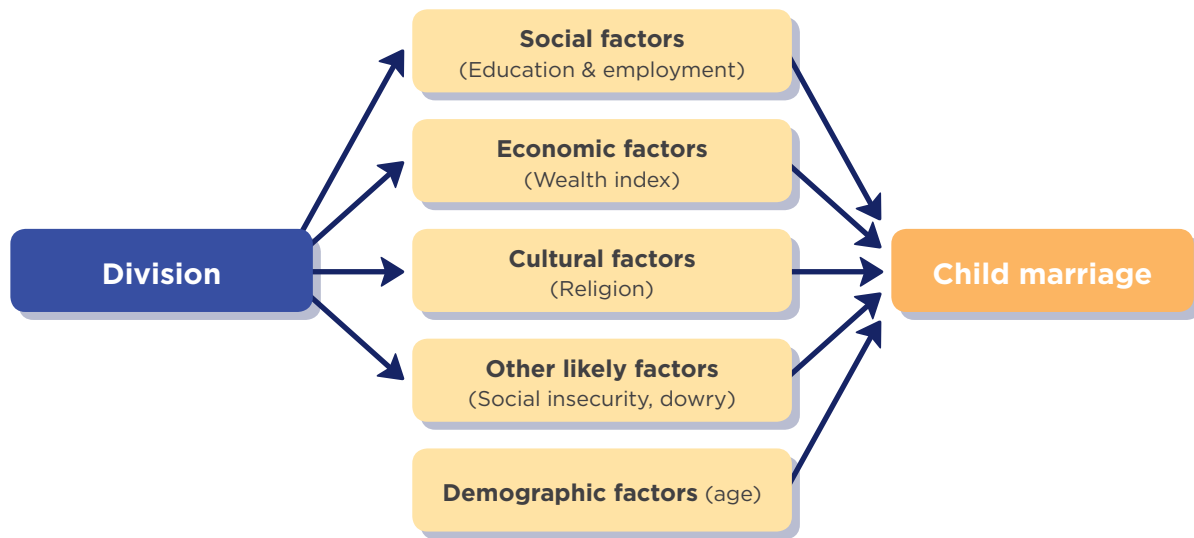 Social factors
(Education & employment)
Economic factors
(Wealth index)
Division
Cultural factors
(Religion)
Child marriage
Other likely factors
(Social insecurity, dowry)
Demographic factors (age)